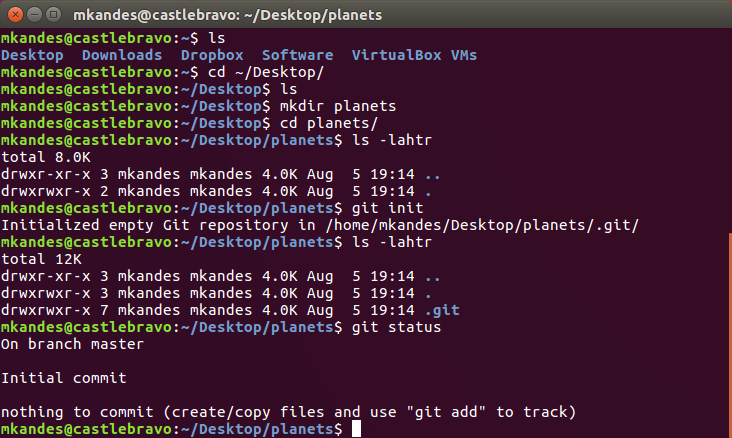 mkandes@castlebravo: ~/Desktop/planets
mkandes@castlebravo:~$ ls
Desktop  Downloads  Dropbox  Software  VirtualBox VMs
mkandes@castlebravo:~$ cd ~/Desktop/
mkandes@castlebravo:~/Desktop$ ls
mkandes@castlebravo:~/Desktop$ mkdir planets
mkandes@castlebravo:~/Desktop$ cd planets/
mkandes@castlebravo:~/Desktop/planets$ ls -lahtr
total 8.0K
drwxr-xr-x 3 mkandes mkandes 4.0K Aug  5 19:14 ..
drwxrwxr-x 2 mkandes mkandes 4.0K Aug  5 19:14 .
mkandes@castlebravo:~/Desktop/planets$ git init
Initialized empty Git repository in /home/mkandes/Desktop/planets/.git/
mkandes@castlebravo:~/Desktop/planets$ ls -lahtr
total 12K
drwxr-xr-x 3 mkandes mkandes 4.0K Aug  5 19:14 ..
drwxrwxr-x 3 mkandes mkandes 4.0K Aug  5 19:14 .
drwxrwxr-x 7 mkandes mkandes 4.0K Aug  5 19:14 .git
mkandes@castlebravo:~/Desktop/planets$ git status
On branch master
Initial commit
nothing to commit (create/copy files and use "git add" to track)
mkandes@castlebravo:~/Desktop/planets$